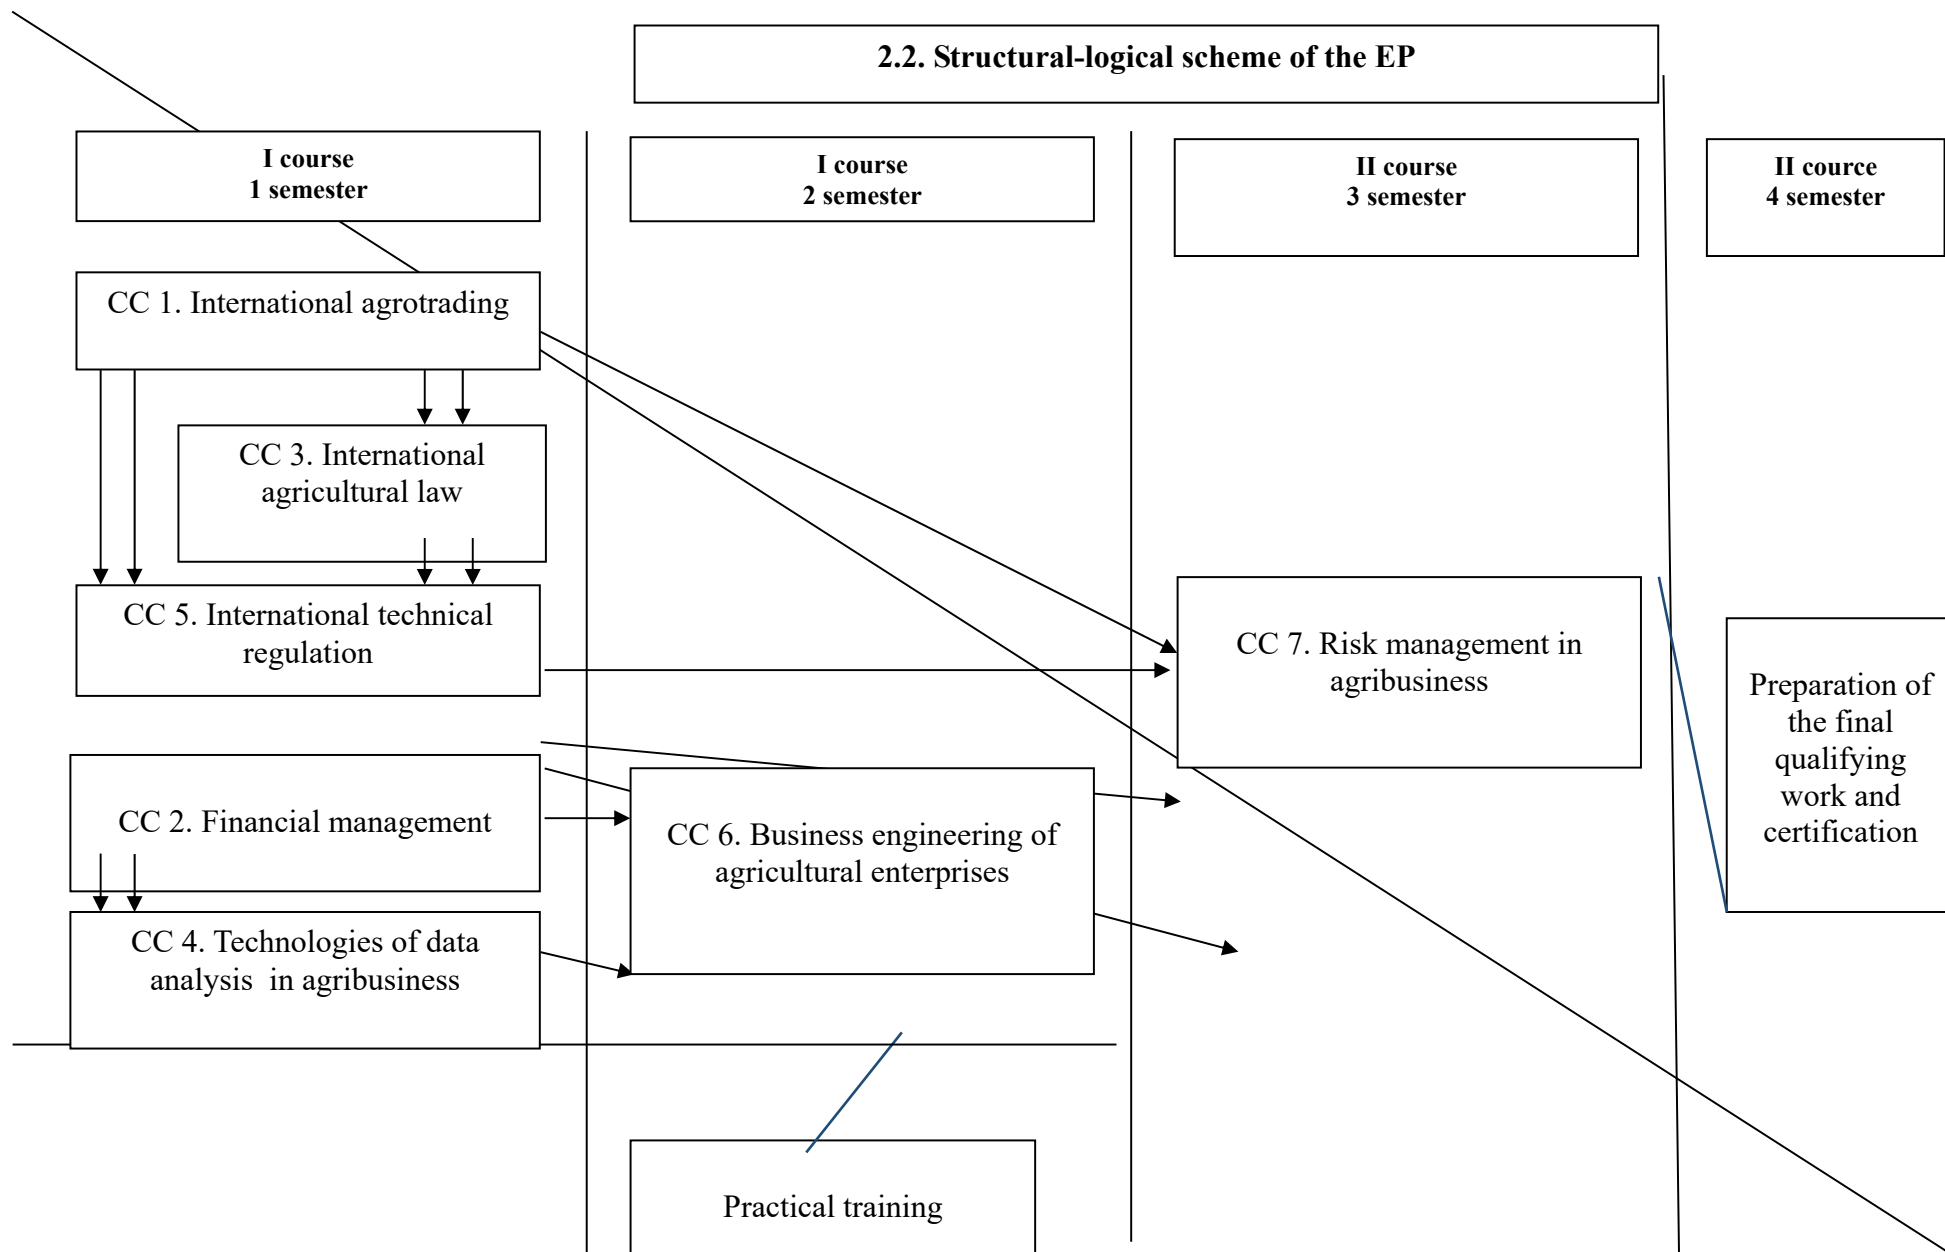 2.2. Structural-logical scheme of the EP
I course
1 semester
I course
2 semester
II course
3 semester
II cource
4 semester
CC 1. International agrotrading
CC 3. International
agricultural law
CC 5. International technical
regulation
CC 7. Risk management in
agribusiness
Preparation of
the final
qualifying
work and
certification
CC 2. Financial management
CC 6. Business engineering of
agricultural enterprises
CC 4. Technologies of data
analysis  in agribusiness
Practical training